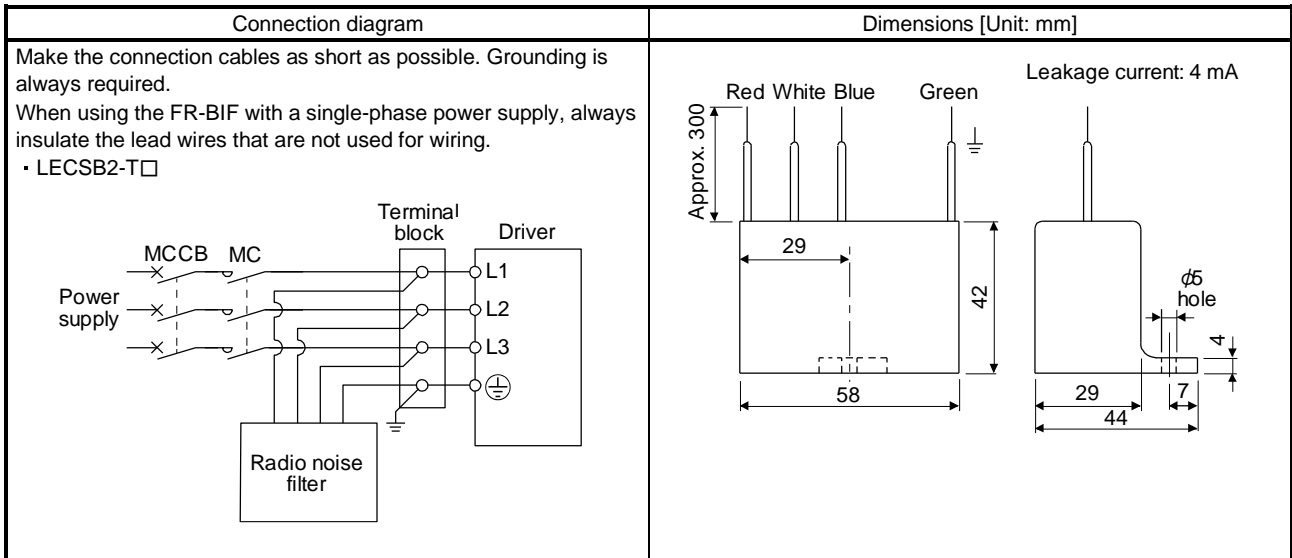 Connection diagram
Make the connection cables as short as possible. Grounding is
always required.
When using the FR-BIF with a single-phase power supply, always
insulate the lead wires that are not used for wiring.
・LECSB2-T□
Terminal
block
Driver
MCCB MC
Power
supply
L1
L2
L3
Radio noise
filter
Dimensions [Unit: mm]
Leakage current: 4 mA
Red White Blue Green
Approx. 300
29
42
58
ϕ5
hole
4
29
7
44